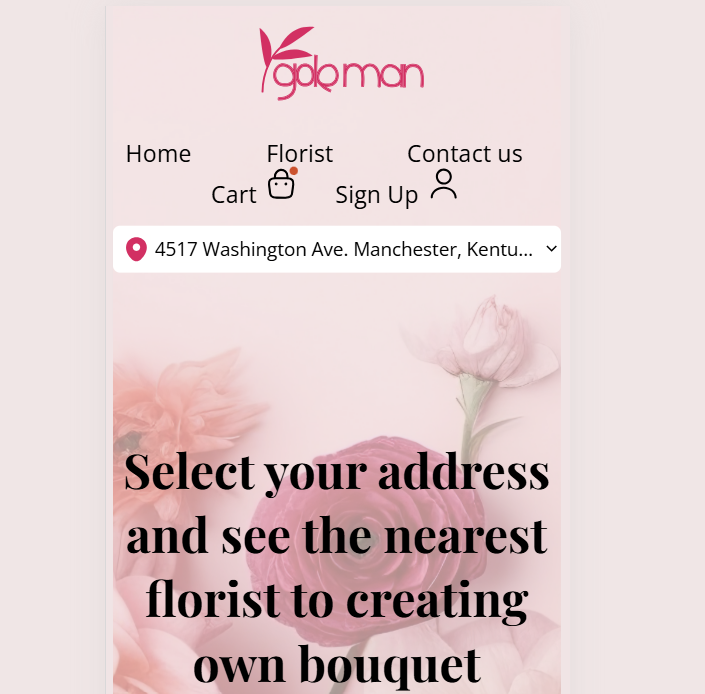 goleman
Home Florist Contact us
Cart Sign Up
4517 Washington Ave. Manchester, Kentu...
Select your address
and see the nearest
florist to creating
own bouquet